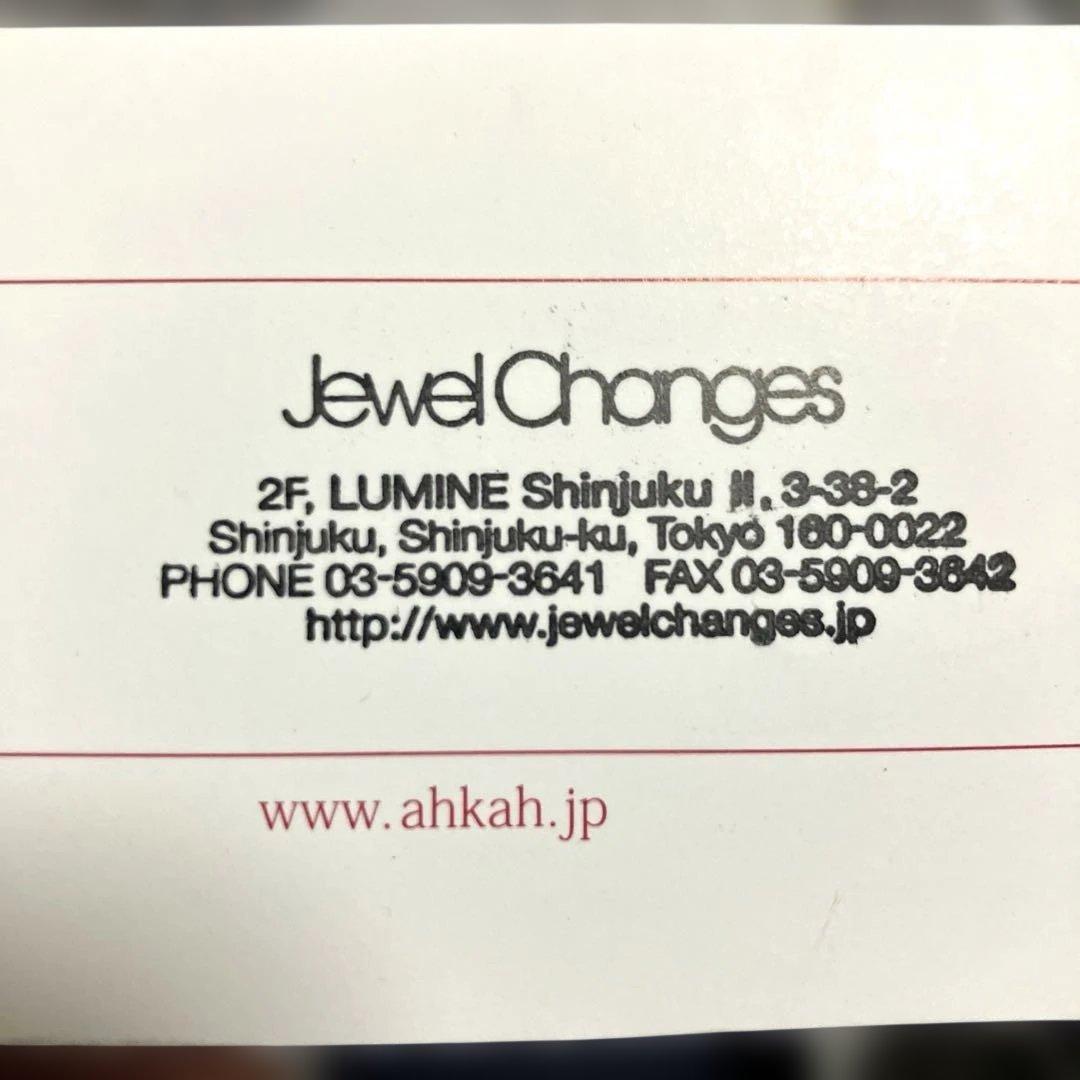 Jewel Changes
2F, LUMINE Shinjuku II, 3-38-2
Shinjuku, Shinjuku-ku, Tokyo 160-0022
PHONE 03-5909-3641 FAX 03-5909-3642
http://www.jewelchanges.jp
www.ahkah.jp